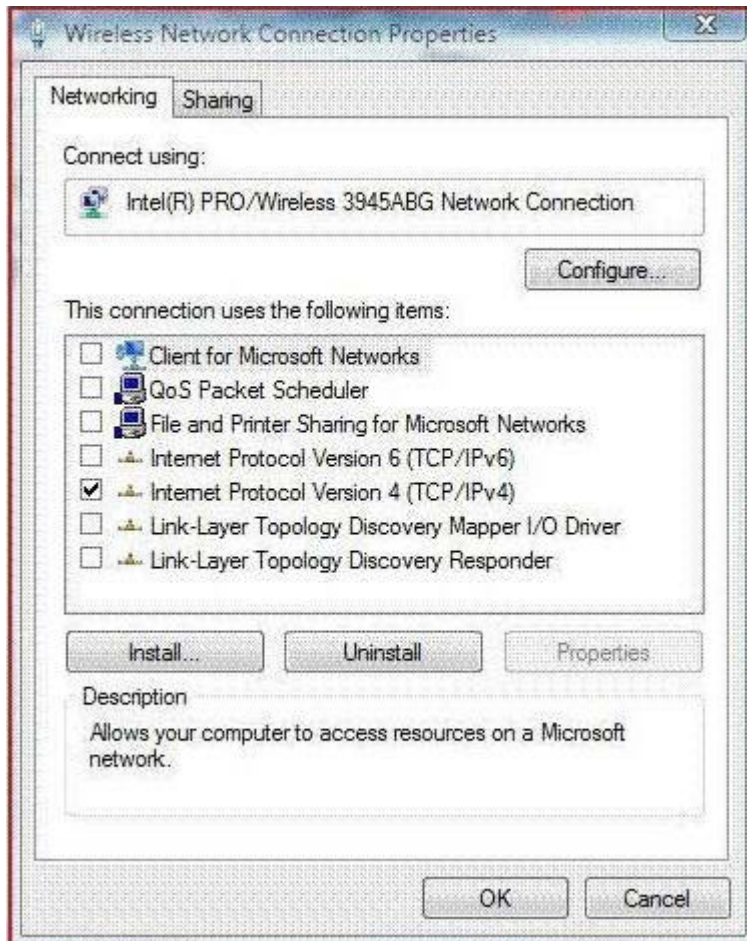 Wireless Network Connection Properties
Networking
Sharing
Connect using:
Intel(R) PRO/Wireless 3945ABG Network Connection
Configure...
This connection uses the following items:
Client for Microsoft Networks
QoS Packet Scheduler
File and Printer Sharing for Microsoft Networks
Internet Protocol Version 6 (TCP/IPv6)
Internet Protocol Version 4 (TCP/IPv4)
Link-Layer Topology Discovery Mapper I/O Driver
Link-Layer Topology Discovery Responder
Install...
Uninstall
Properties
Description
Allows your computer to access resources on a Microsoft
network.
OK
Cancel